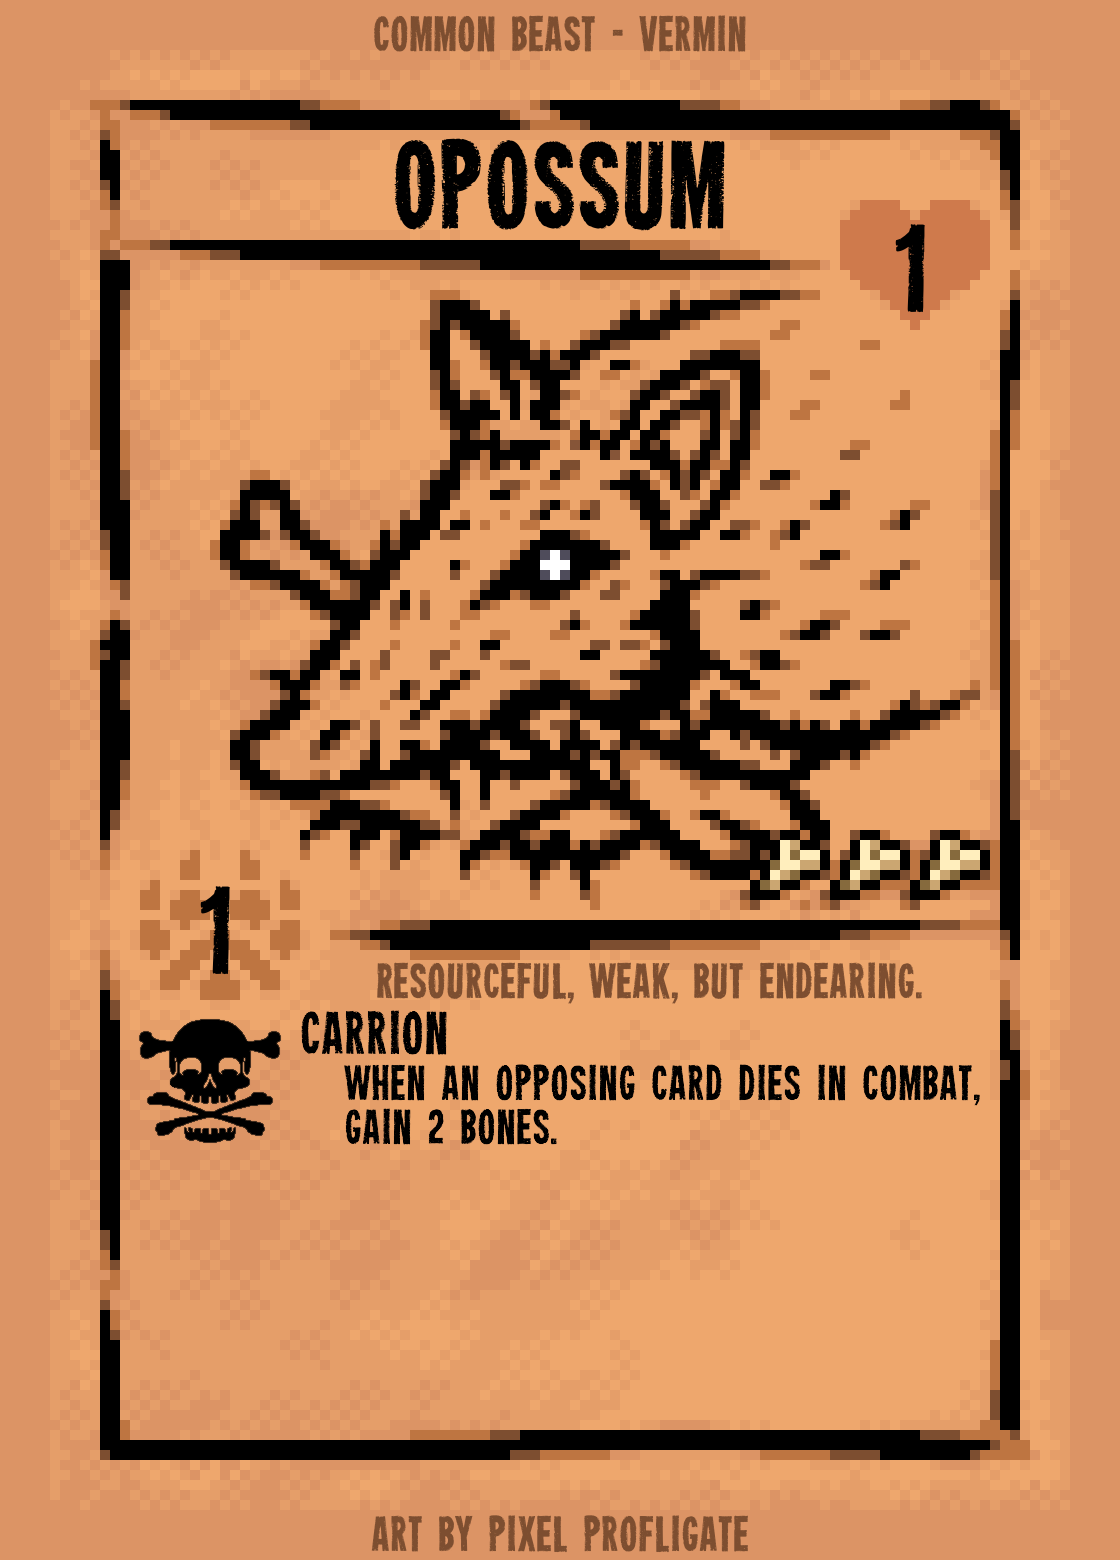 COMMON BEAST - VERMIN
OPOSSUM
1
1
RESOURCEFUL, WEAK, BUT ENDEARING.
CARRION
WHEN AN OPPOSING CARD DIES IN COMBAT,
GAIN 2 BONES.
ART BY PIXEL PROFLIGATE